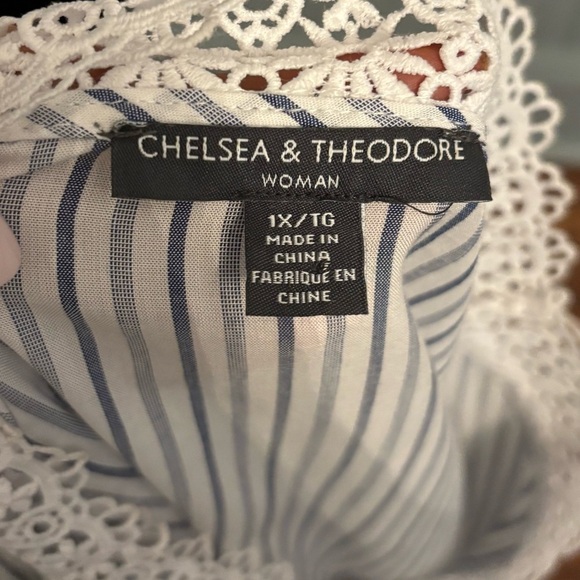 CHELSEA & THEODORE
WOMAN
1X/TG
MADE IN
CHINA
FABRIQUÉ EN
CHINE